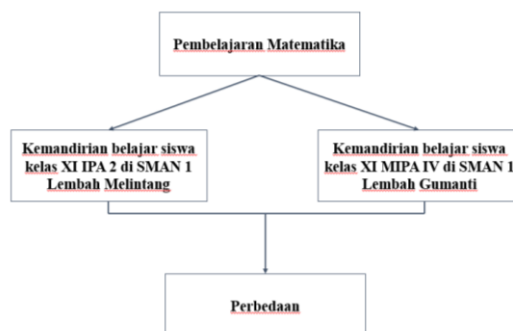 Pembelajaran Matematika
Kemandirian belajar siswa
kelas XI IPA 2 di SMAN 1
Lembah Melintang
Kemandirian belajar siswa
kelas XI MIPA IV di SMAN 1
Lembah Gumanti
Perbedaan